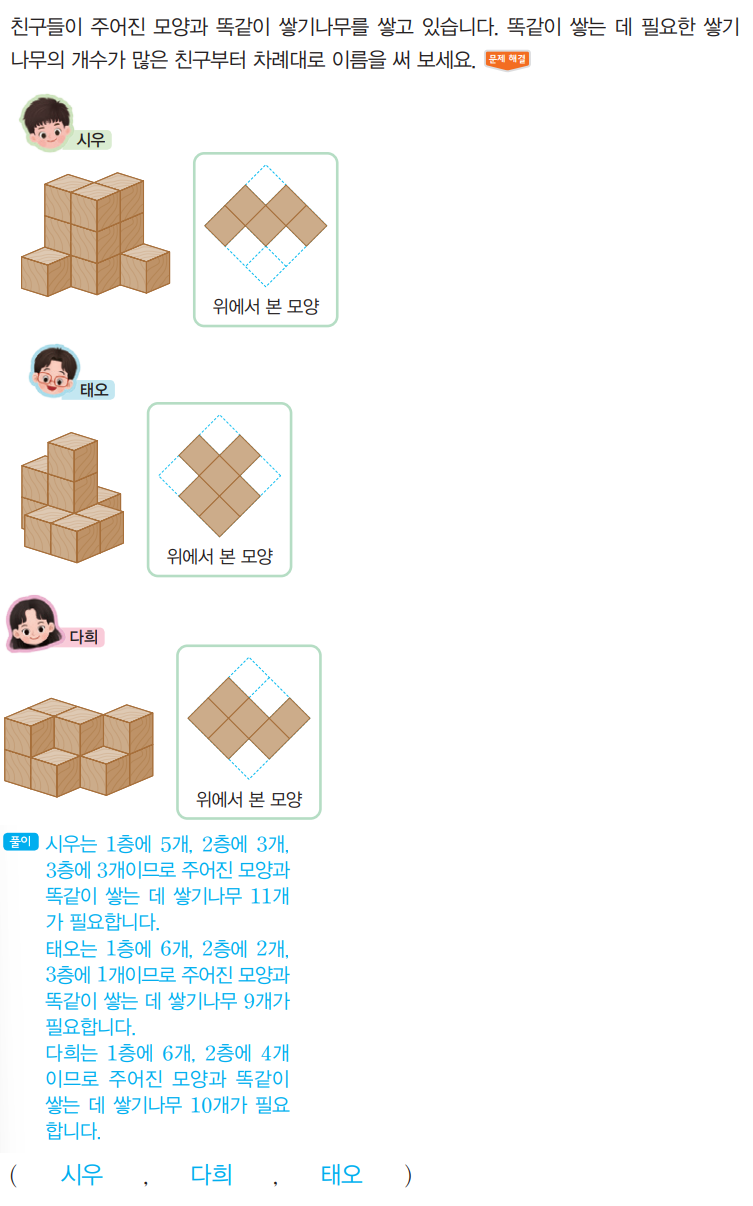 친구들이 주어진 모양과 똑같이 쌓기나무를 쌓고 있습니다. 똑같이 쌓는 데 필요한 쌓기
나무의 개수가 많은 친구부터 차례대로 이름을 써 보세요. 문제 해결
시우
위에서 본 모양
태오
위에서 본 모양
다희
위에서 본 모양
풀이 시우는 1층에 5개, 2층에 3개,
3층에 3개이므로 주어진 모양과
똑같이 쌓는 데 쌓기나무 11개
가 필요합니다.
태오는 1층에 6개, 2층에 2개,
3층에 1개이므로 주어진 모양과
똑같이 쌓는 데 쌓기나무 9개가
필요합니다.
다희는 1층에 6개, 2층에 4개
이므로 주어진 모양과 똑같이
쌓는 데 쌓기나무 10개가 필요
합니다.
( 시우 , 다희 , 태오 )